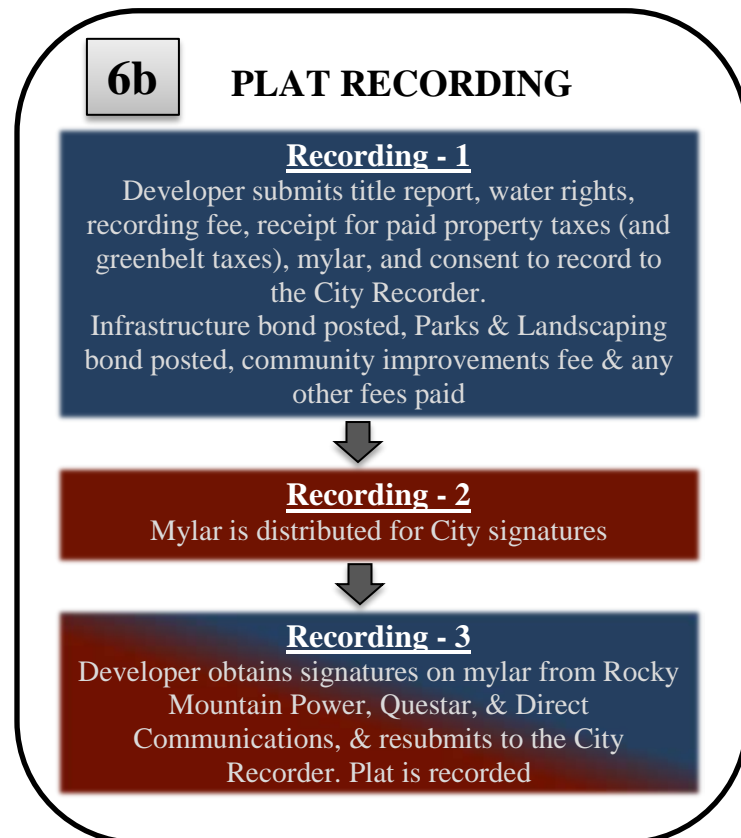 6b
PLAT RECORDING
Recording - 1
Developer submits title report, water rights,
recording fee, receipt for paid property taxes (and
greenbelt taxes), mylar, and consent to record to
the City Recorder.
Infrastructure bond posted, Parks & Landscaping
bond posted, community improvements fee & any
other fees paid
Recording - 2
Mylar is distributed for City signatures
Recording - 3
Developer obtains signatures on mylar from Rocky
Mountain Power, Questar, & Direct
Communications, & resubmits to the City
Recorder. Plat is recorded